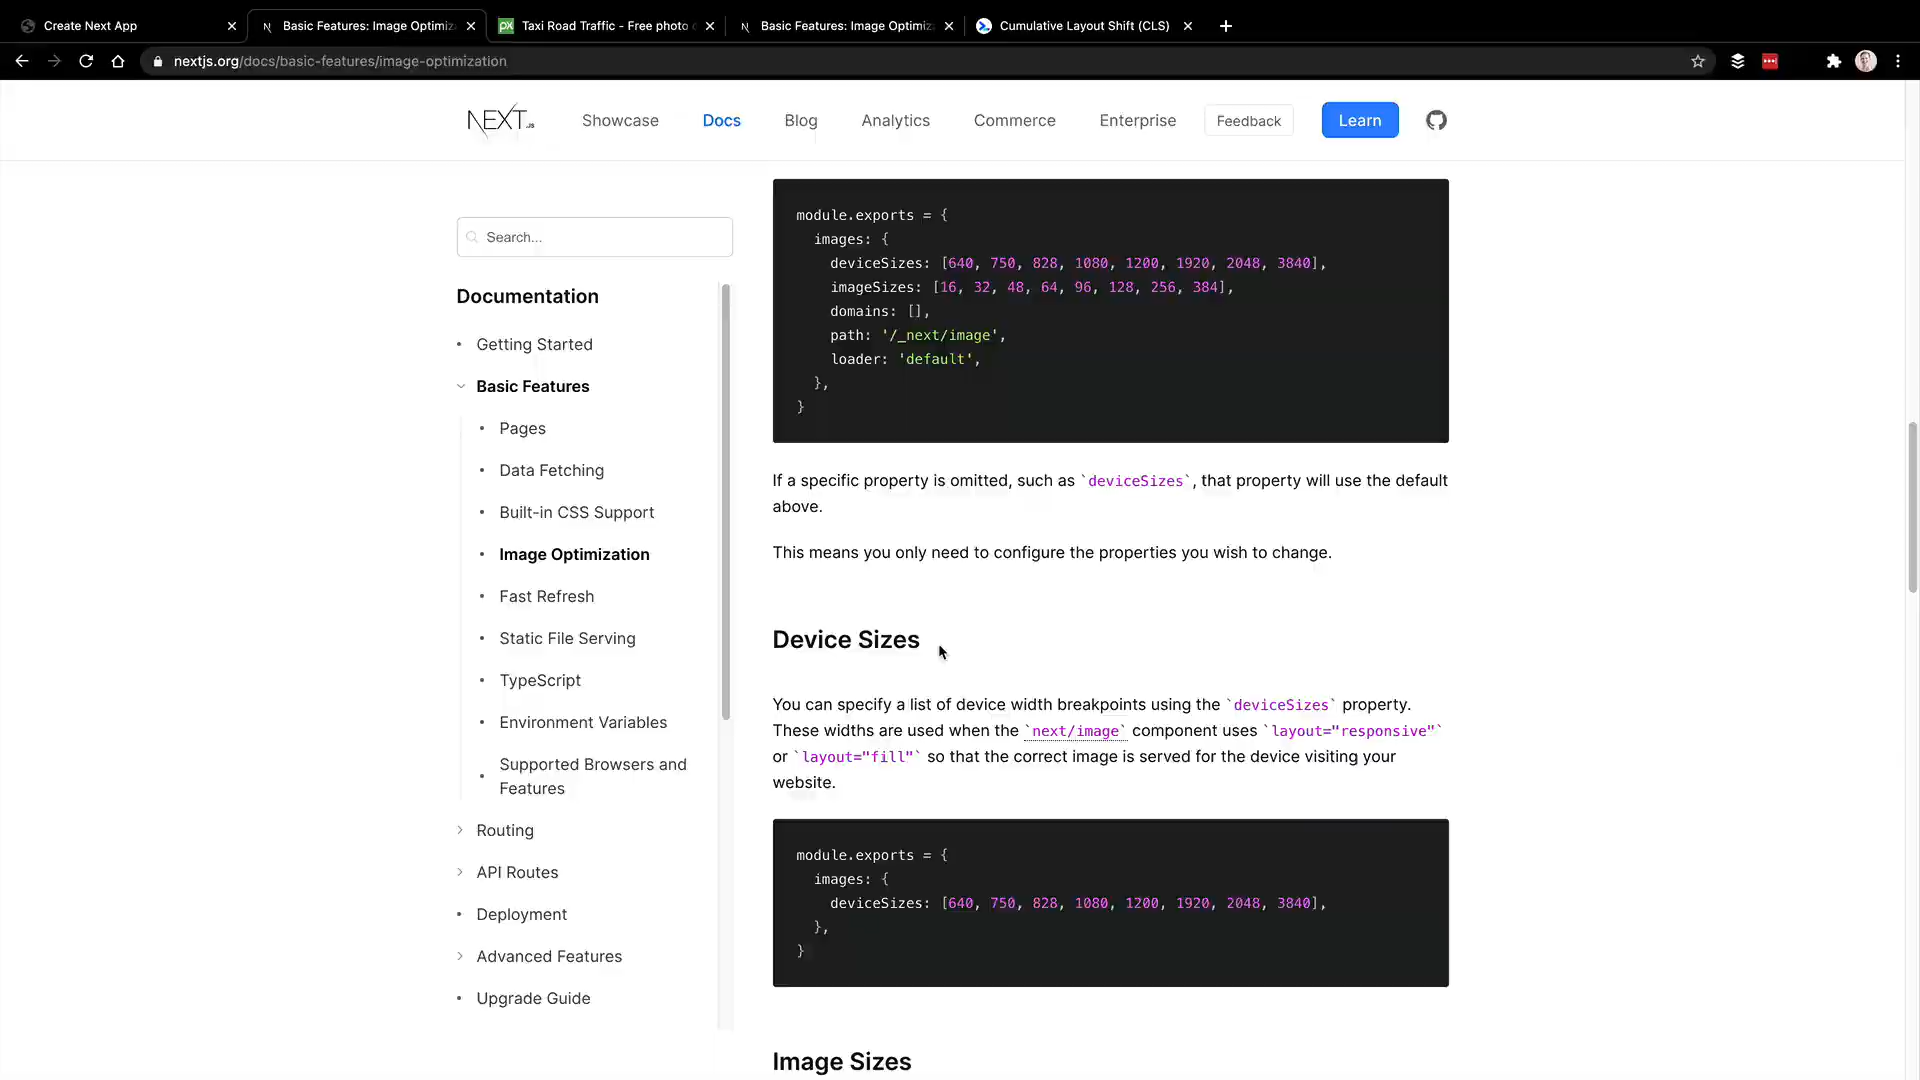 Create Next App
Basic Features: Image Optimiz
Taxi Road Traffic - Free photo o
Basic Features: Image Optimiz
Cumulative Layout Shift (CLS)
nextjs.org/docs/basic-features/image-optimization
NEXT.JS
Showcase
Docs
Blog
Analytics
Commerce
Enterprise
Feedback
Learn
Search...
Documentation
Getting Started
Basic Features
Pages
Data Fetching
Built-in CSS Support
Image Optimization
Fast Refresh
Static File Serving
TypeScript
Environment Variables
Supported Browsers and
Features
Routing
API Routes
Deployment
Advanced Features
Upgrade Guide
module.exports = {
images: {
deviceSizes: [640, 750, 828, 1080, 1200, 1920, 2048, 3840],
imageSizes: [16, 32, 48, 64, 96, 128, 256, 384],
domains: [],
path: '/_next/image',
loader: 'default',
},
}
If a specific property is omitted, such as `deviceSizes`, that property will use the default
above.
This means you only need to configure the properties you wish to change.
Device Sizes
You can specify a list of device width breakpoints using the `deviceSizes` property.
These widths are used when the `next/image` component uses `layout="responsive"`
or `layout="fill"` so that the correct image is served for the device visiting your
website.
module.exports = {
images: {
deviceSizes: [640, 750, 828, 1080, 1200, 1920, 2048, 3840],
},
}
Image Sizes